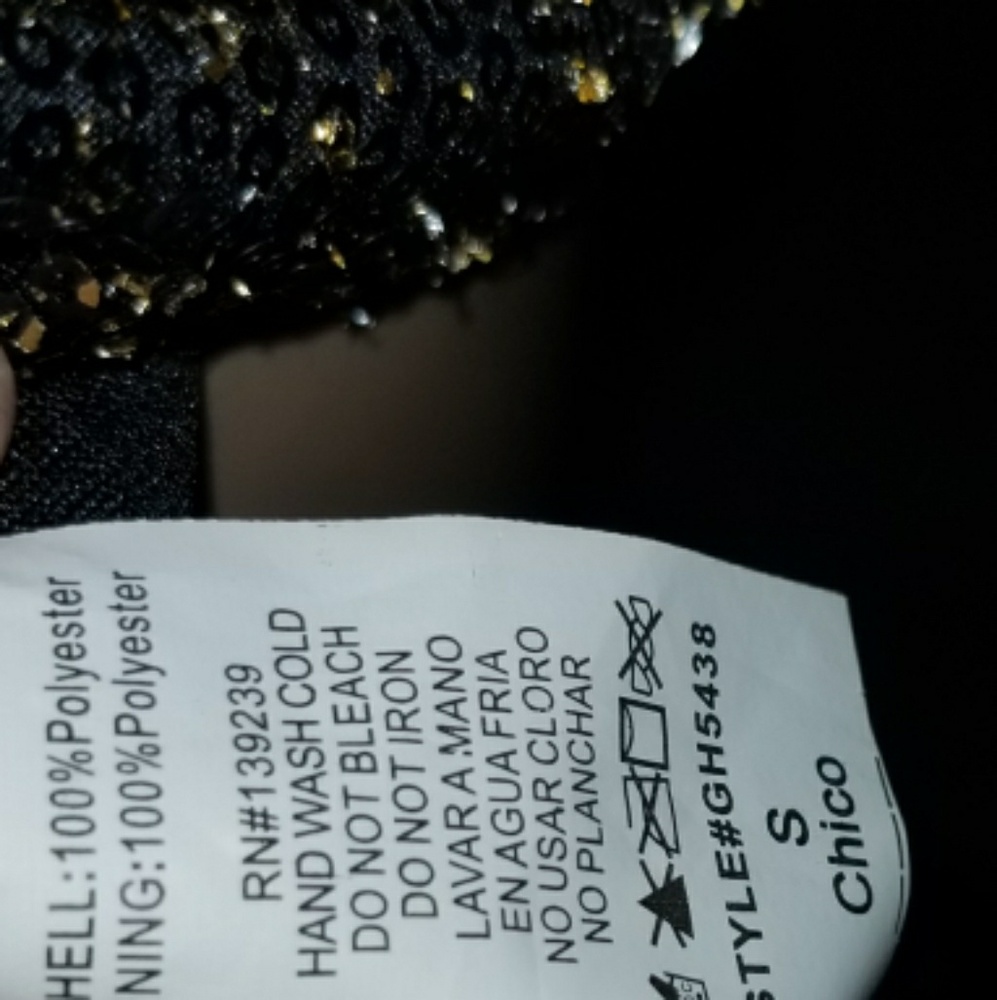 HELL:100%Polyester
NING:100%Polyester
RN#139239
HAND WASH COLD
DO NOT BLEACH
DO NOT IRON
LAVAR A MANO
EN AGUA FRIA
NO USAR CLORO
NO PLANCHAR
STYLE#GH5438
S
Chico